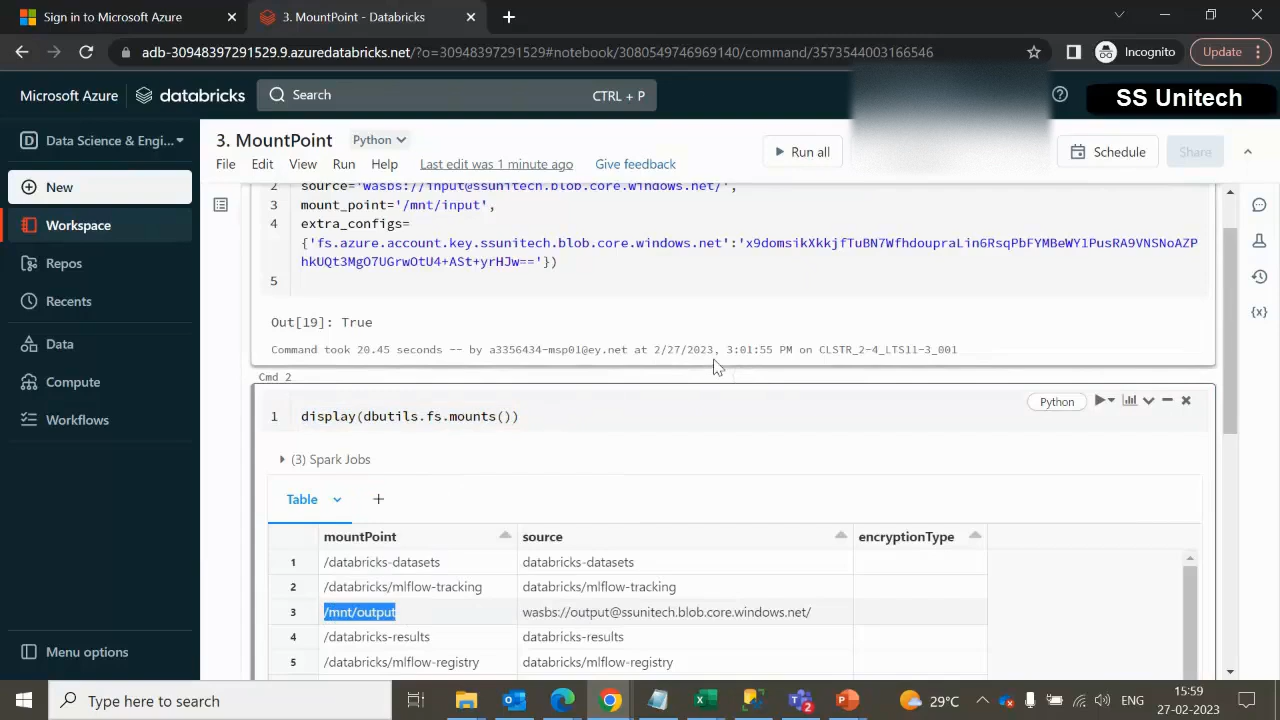 Sign in to Microsoft Azure
3. MountPoint - Databricks
adb-30948397291529.9.azuredatabricks.net/?o=30948397291529#notebook/3080549746969140/command/3573544003166546
Incognito
Update
Microsoft Azure
databricks
Search
CTRL + P
SS Unitech
Data Science & Engi...
New
Workspace
Repos
Recents
Data
Compute
Workflows
Menu options
3. MountPoint
Python
File Edit View Run Help Last edit was 1 minute ago Give feedback
Run all
Schedule
Share
2 source='wasbs://input@ssunitech.blob.core.windows.net/',
3 mount_point='/mnt/input',
4 extra_configs=
{'fs.azure.account.key.ssunitech.blob.core.windows.net':'x9domsikXkkjfTuBN7WfhdoupraLin6RsqPbFYMBeWY1PusRA9VNSNoAZP
hkUQt3MgO7UGrwOtU4+ASt+yrHJw=='})
5
Out[19]: True
Command took 20.45 seconds -- by a3356434-msp01@ey.net at 2/27/2023, 3:01:55 PM on CLSTR_2-4_LTS11-3_001
Cmd 2
Python
1 display(dbutils.fs.mounts())
(3) Spark Jobs
Table
mountPoint source encryptionType
1 /databricks-datasets databricks-datasets
2 /databricks/mlflow-tracking databricks/mlflow-tracking
3 /mnt/output wasbs://output@ssunitech.blob.core.windows.net/
4 /databricks-results databricks-results
5 /databricks/mlflow-registry databricks/mlflow-registry
Type here to search
29°C
ENG
15:59
27-02-2023